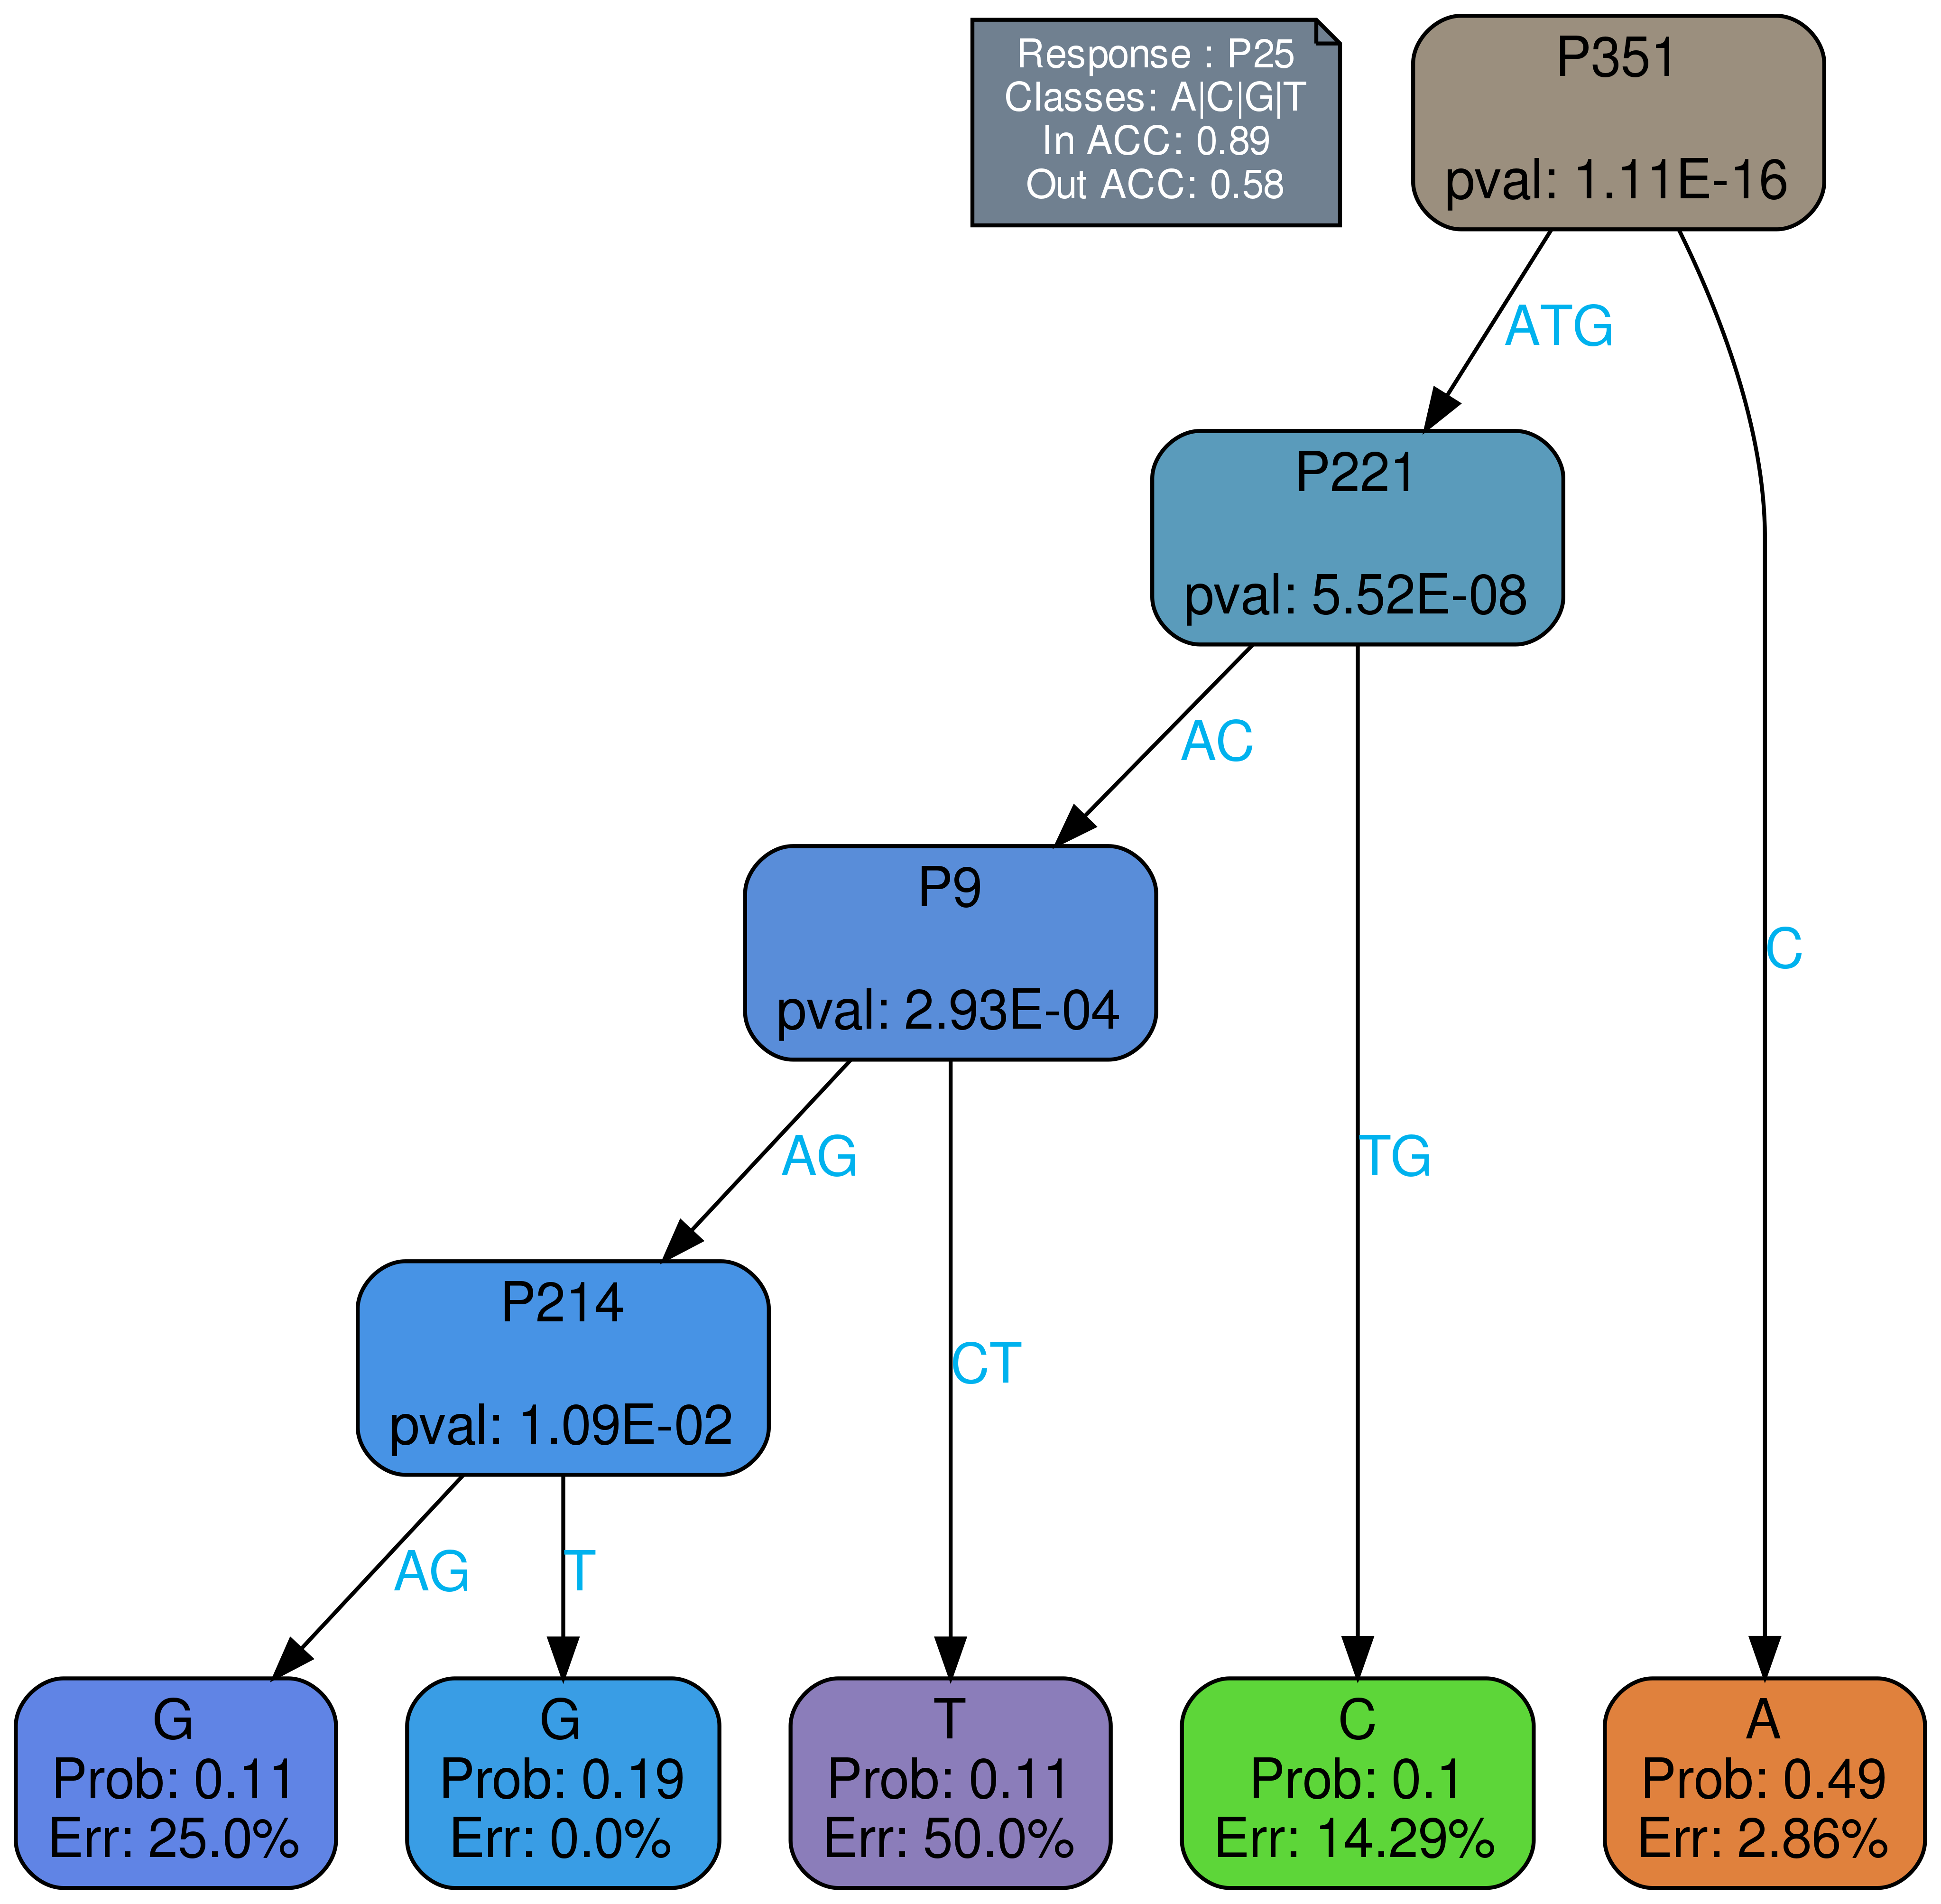 Response : P25
Classes: A|C|G|T
In ACC: 0.89
Out ACC: 0.58
P351
pval: 1.11E-16
ATG
P221
pval: 5.52E-08
AC
P9
pval: 2.93E-04
C
AG
TG
P214
pval: 1.09E-02
CT
AG
T
G
Prob: 0.11
Err: 25.0%
G
Prob: 0.19
Err: 0.0%
T
Prob: 0.11
Err: 50.0%
C
Prob: 0.1
Err: 14.29%
A
Prob: 0.49
Err: 2.86%